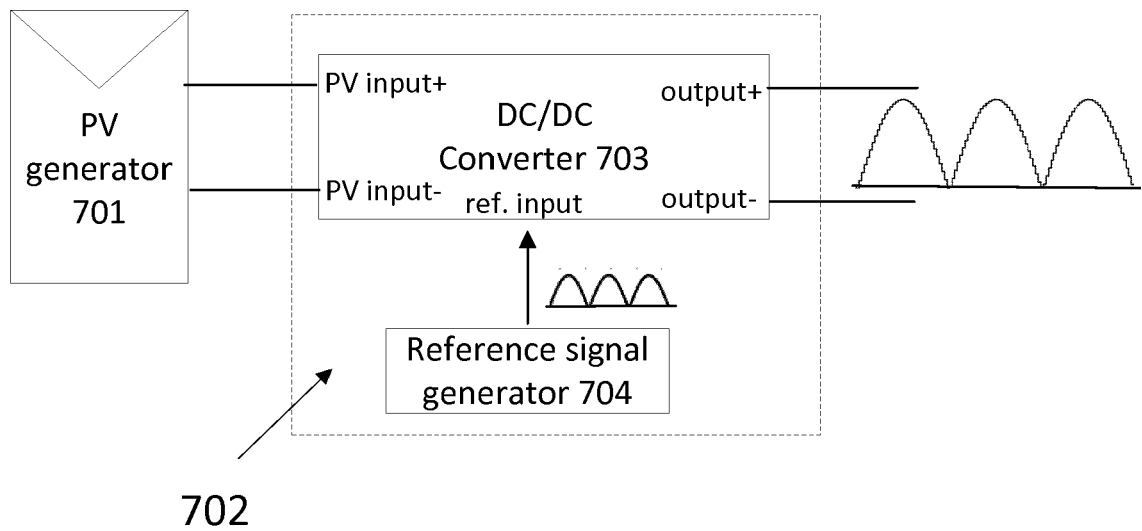 PV
generator
701
PV input+
PV input-
DC/DC
Converter 703
ref. input
output+
output-
Reference signal
generator 704
702